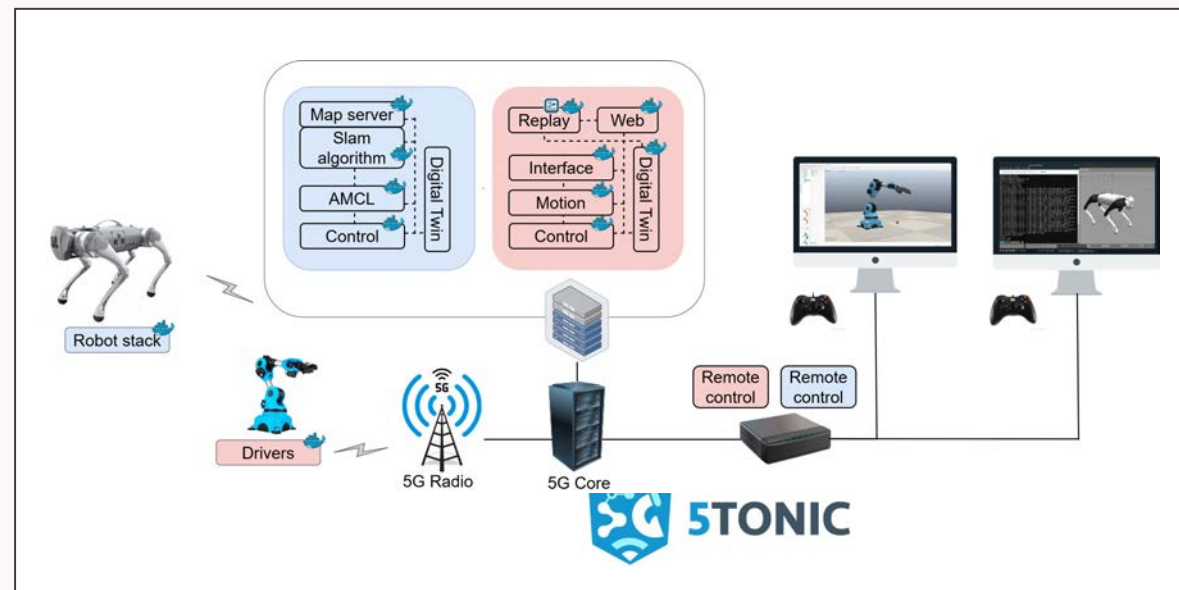 Map server
Slam
algorithm
AMCL
Control
Digital Twin
Replay
Web
Interface
Motion
Control
Digital Twin
Robot stack
Drivers
5G
5G Radio
5G Core
Remote
control
Remote
control
5G
5TONIC